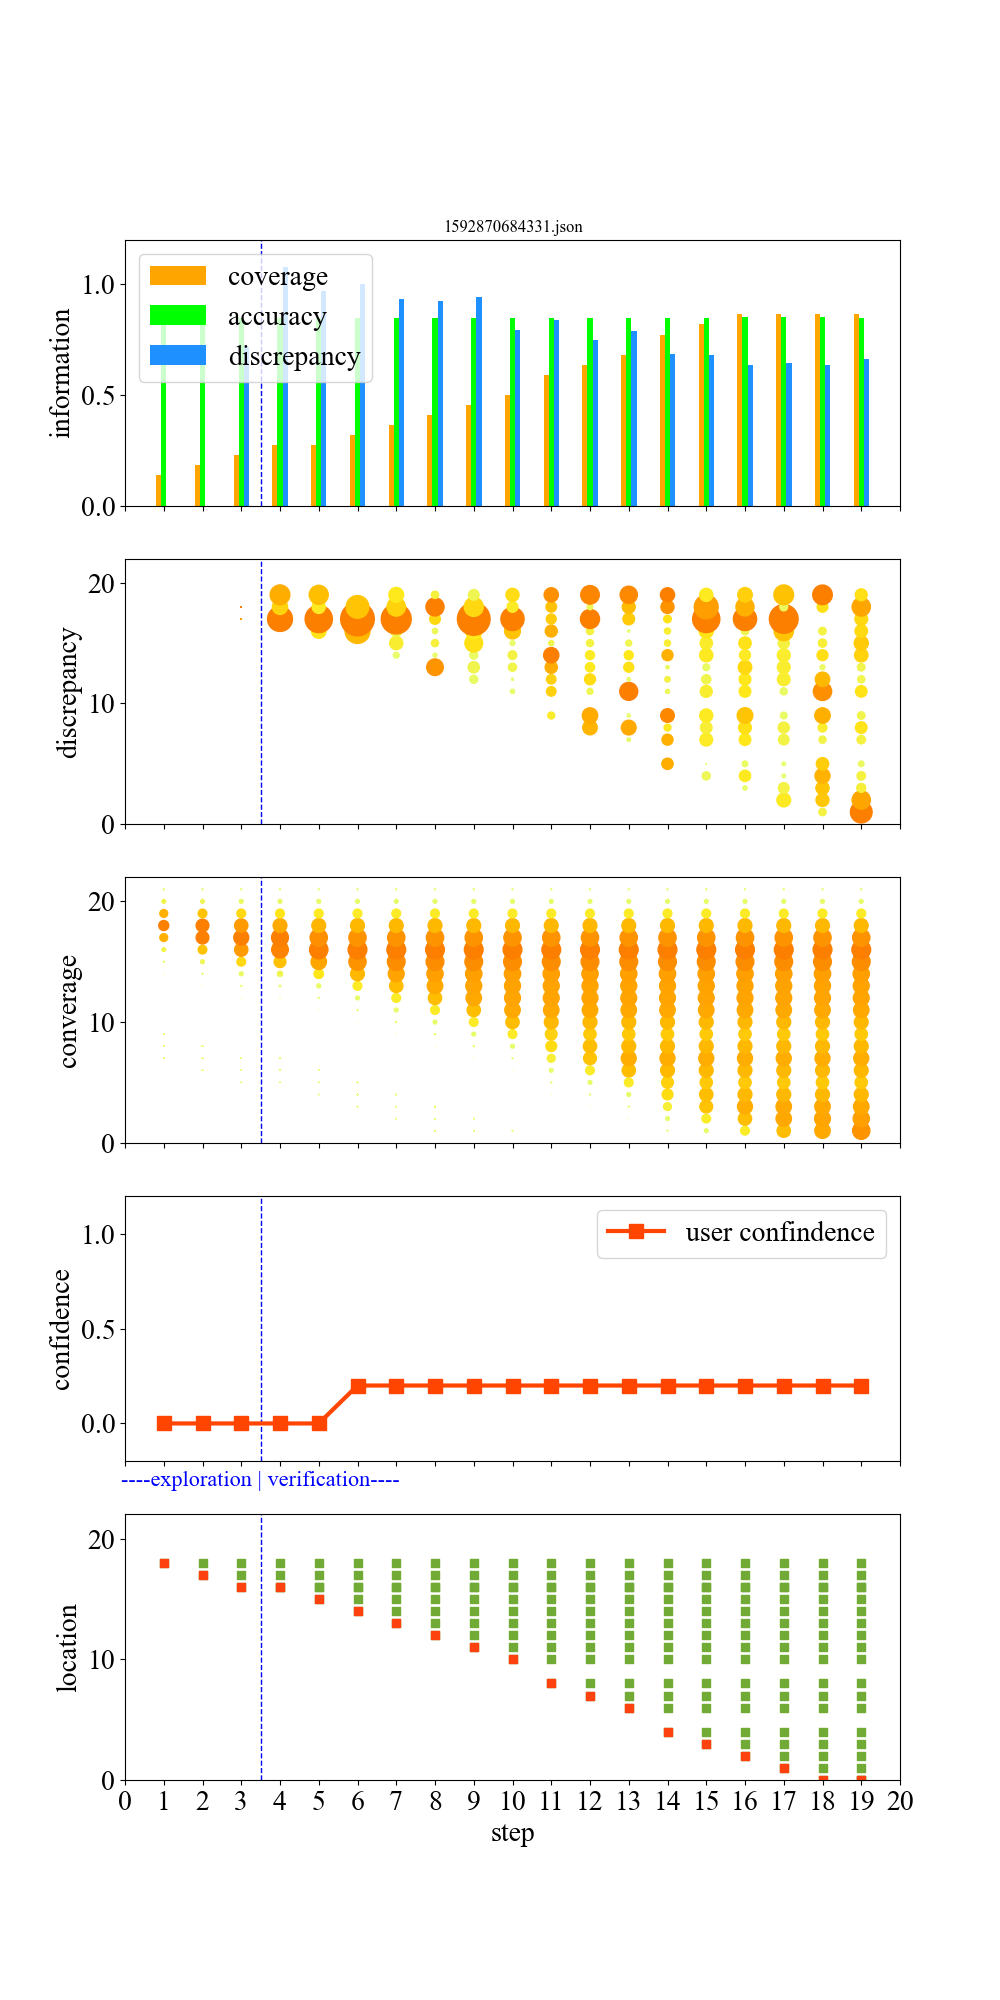 1592870684331.json
1.0
0.5
0.0
information
coverage
accuracy
discrepancy
20
10
0
discrepancy
20
10
0
converage
1.0
0.5
0.0
confidence
user confindence
----exploration | verification----
20
10
0
location
0 1 2 3 4 5 6 7 8 9 10 11 12 13 14 15 16 17 18 19 20
step